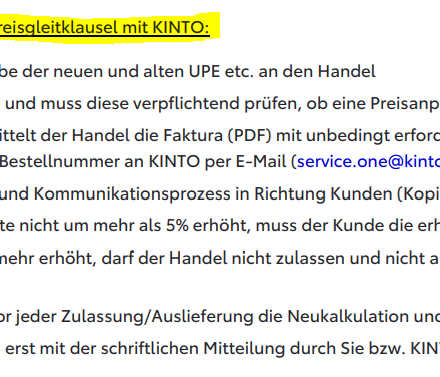 reisgleitklausel mit KINTO:
be der neuen und alten UPE etc. an den Handel
und muss diese verpflichtend prüfen, ob eine Preisanp
ittelt der Handel die Faktura (PDF) mit unbedingt erford
Bestellnummer an KINTO per E-Mail (service.one@kinto
und Kommunikationsprozess in Richtung Kunden (Kopi
te nicht um mehr als 5% erhöht, muss der Kunde die erh
mehr erhöht, darf der Handel nicht zulassen und nicht a
or jeder Zulassung/Auslieferung die Neukalkulation und
erst mit der schriftlichen Mitteilung durch Sie bzw. KIN